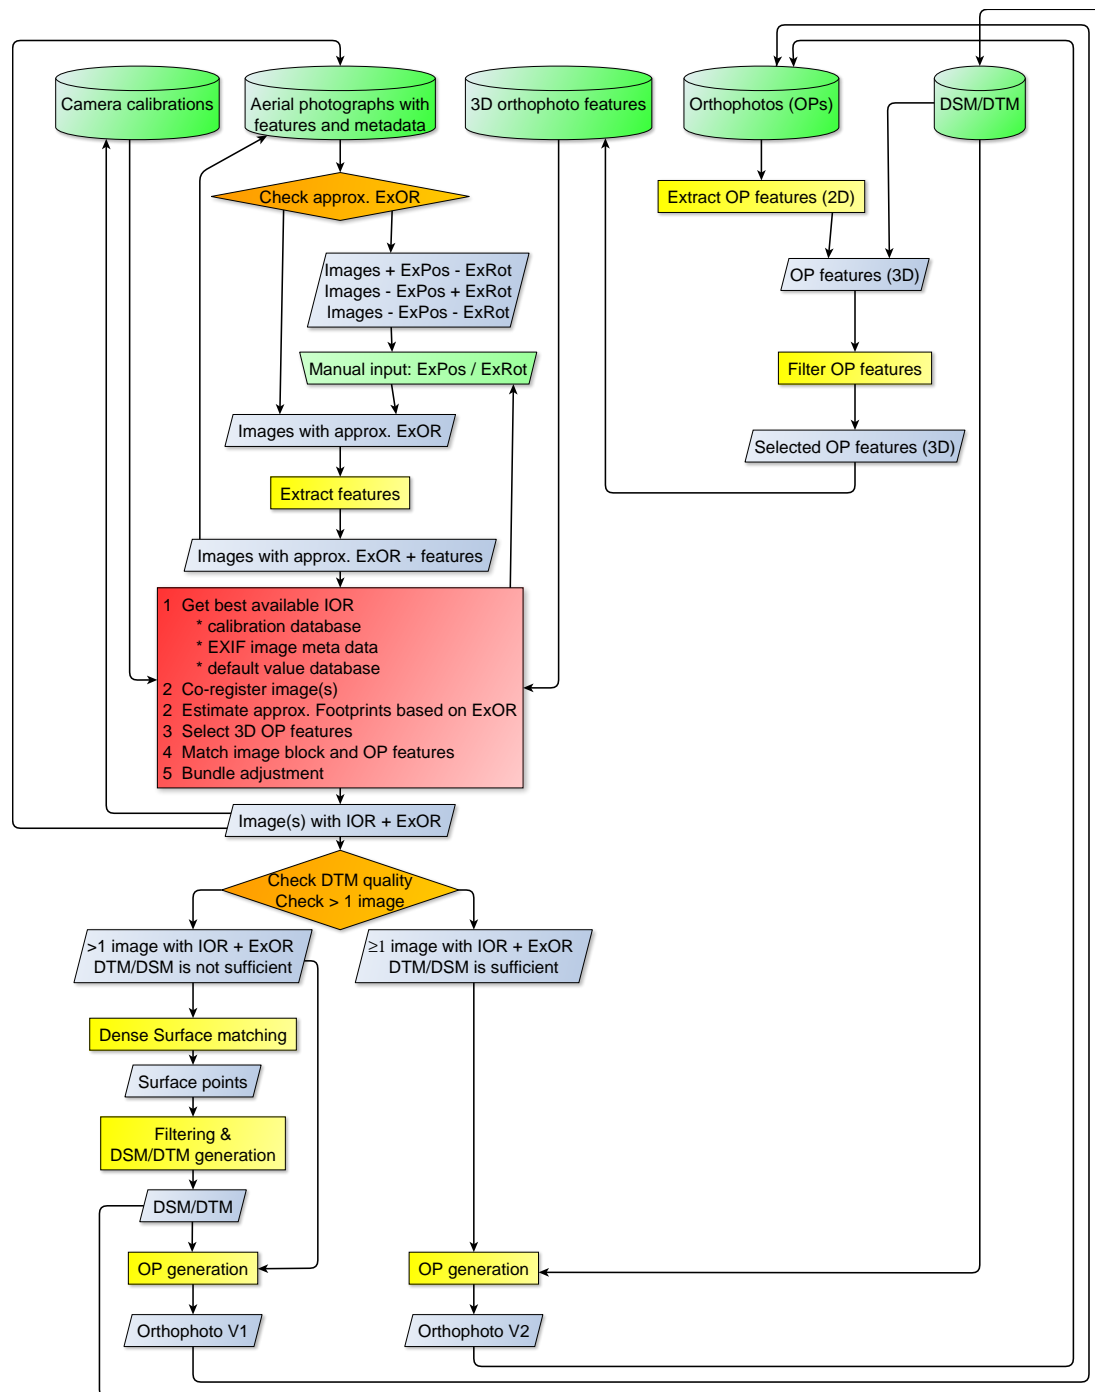 Camera calibrations
Aerial photographs with
features and metadata
3D orthophoto features
Orthophotos (OPs)
DSM/DTM
Check approx. ExOR
Extract OP features (2D)
Images + ExPos - ExRot
Images - ExPos + ExRot
Images - ExPos - ExRot
OP features (3D)
Manual input: ExPos / ExRot
Filter OP features
Images with approx. ExOR
Selected OP features (3D)
Extract features
Images with approx. ExOR + features
1 Get best available IOR
* calibration database
* EXIF image meta data
* default value database
2 Co-register image(s)
2 Estimate approx. Footprints based on ExOR
3 Select 3D OP features
4 Match image block and OP features
5 Bundle adjustment
Image(s) with IOR + ExOR
Check DTM quality
Check > 1 image
>1 image with IOR + ExOR
DTM/DSM is not sufficient
≥1 image with IOR + ExOR
DTM/DSM is sufficient
Dense Surface matching
Surface points
Filtering &
DSM/DTM generation
DSM/DTM
OP generation
OP generation
Orthophoto V1
Orthophoto V2